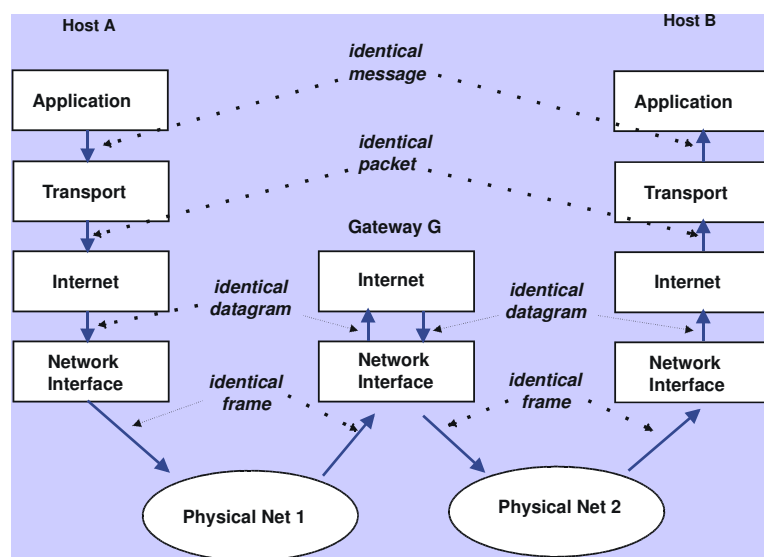 Host A
Host B
identical
message
Application
Application
identical
packet
Transport
Transport
Gateway G
Internet
Internet
Internet
identical
datagram
identical
datagram
Network
Interface
Network
Interface
Network
Interface
identical
frame
identical
frame
Physical Net 1
Physical Net 2